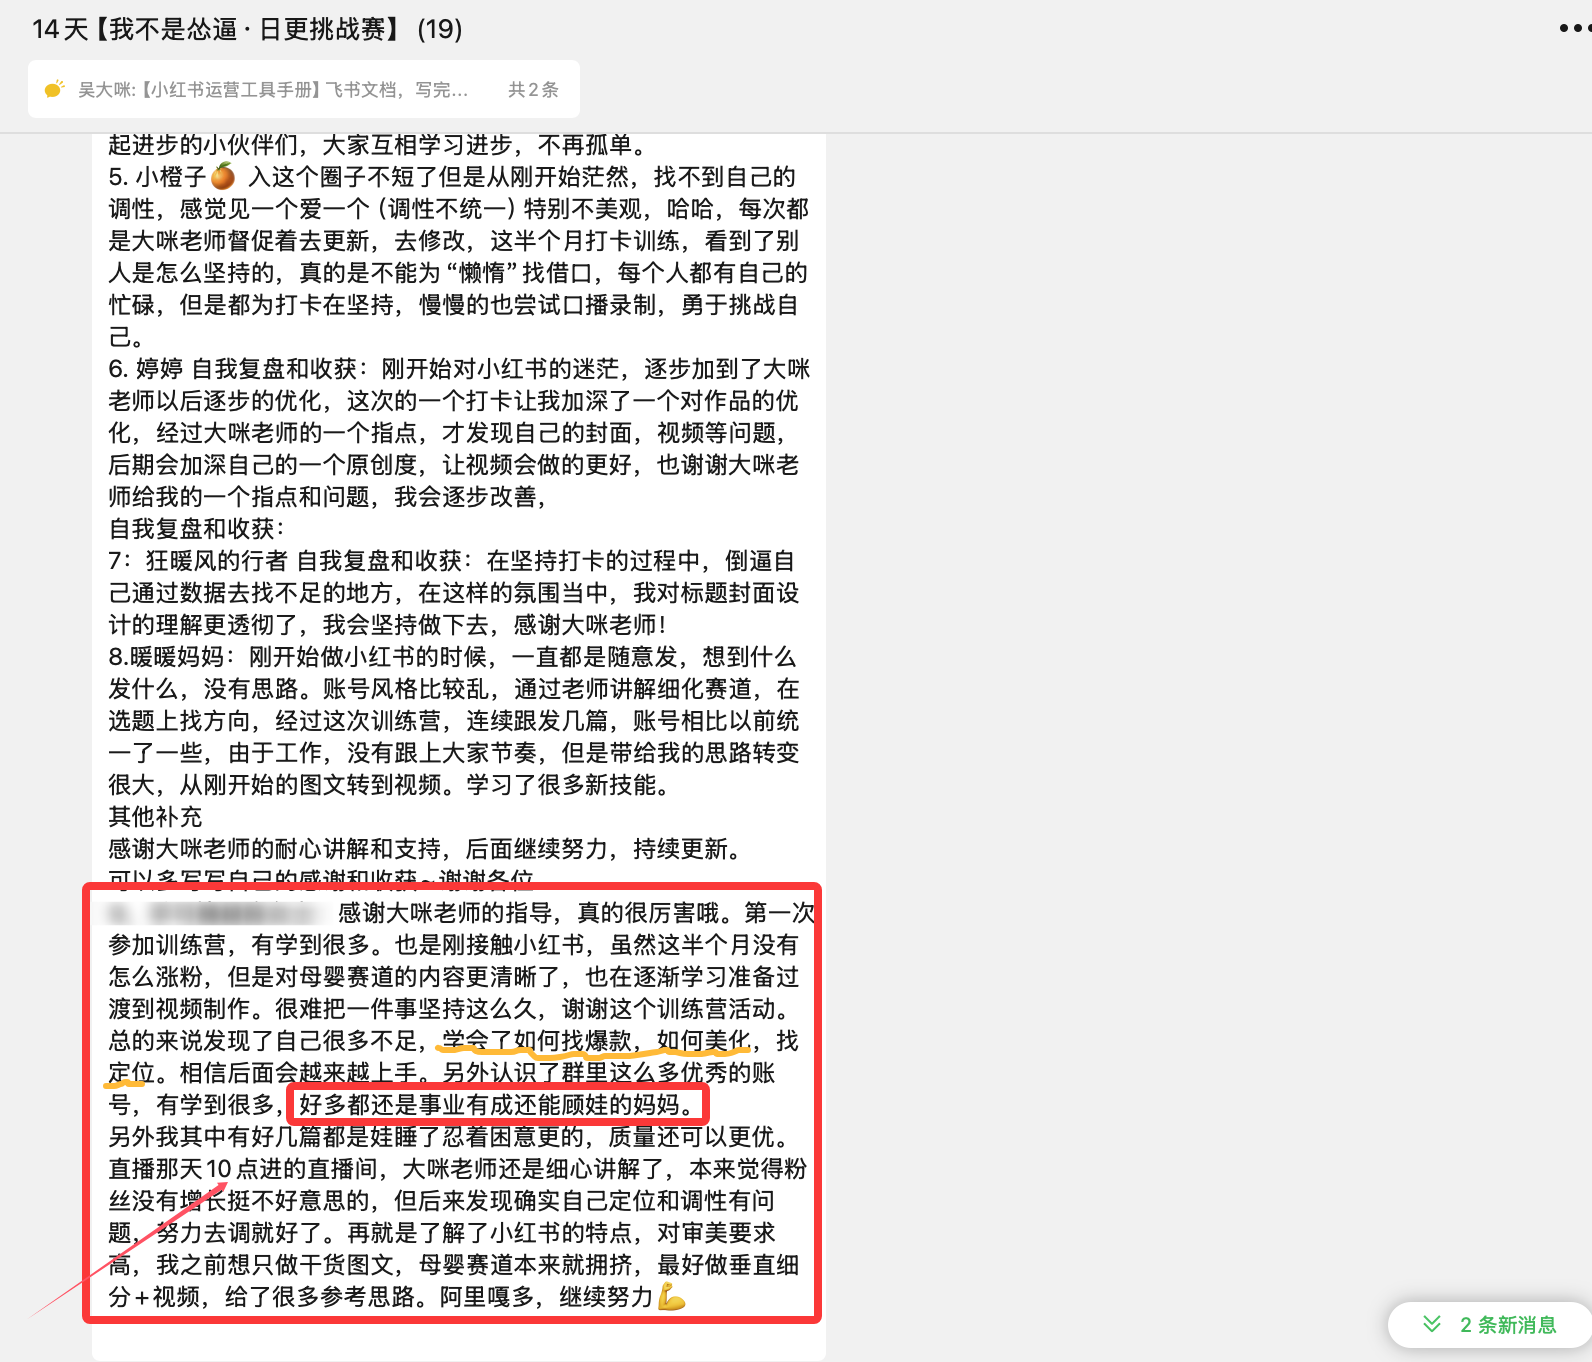 14天【我不是怂逼·日更挑战赛】(19)
吴大咪:【小红书运营工具手册】飞书文档，写完...
共2条
起进步的小伙伴们，大家互相学习进步，不再孤单。
5. 小橙子🍊 入这个圈子不短了但是从刚开始茫然，找不到自己的
调性，感觉见一个爱一个（调性不统一）特别不美观，哈哈，每次都
是大咪老师督促着去更新，去修改，这半个月打卡训练，看到了别
人是怎么坚持的，真的是不能为“懒惰”找借口，每个人都有自己的
忙碌，但是都为打卡在坚持，慢慢的也尝试口播录制，勇于挑战自
己。
6. 婷婷 自我复盘和收获：刚开始对小红书的迷茫，逐步加到了大咪
老师以后逐步的优化，这次的一个打卡让我加深了一个对作品的优
化，经过大咪老师的一个指点，才发现自己的封面，视频等问题，
后期会加深自己的一个原创度，让视频会做的更好，也谢谢大咪老
师给我的一个指点和问题，我会逐步改善，
自我复盘和收获：
7：狂暖风的行者 自我复盘和收获：在坚持打卡的过程中，倒逼自
己通过数据去找不足的地方，在这样的氛围当中，我对标题封面设
计的理解更透彻了，我会坚持做下去，感谢大咪老师！
8.暖暖妈妈：刚开始做小红书的时候，一直都是随意发，想到什么
发什么，没有思路。账号风格比较乱，通过老师讲解细化赛道，在
选题上找方向，经过这次训练营，连续跟发几篇，账号相比以前统
一了一些，由于工作，没有跟上大家节奏，但是带给我的思路转变
很大，从刚开始的图文转到视频。学习了很多新技能。
其他补充
感谢大咪老师的耐心讲解和支持，后面继续努力，持续更新。
可以多写写自己的感谢和收获~谢谢各位
感谢大咪老师的指导，真的很厉害哦。第一次
参加训练营，有学到很多。也是刚接触小红书，虽然这半个月没有
怎么涨粉，但是对母婴赛道的内容更清晰了，也在逐渐学习准备过
渡到视频制作。很难把一件事坚持这么久，谢谢这个训练营活动。
总的来说发现了自己很多不足，学会了如何找爆款，如何美化，找
定位。相信后面会越来越上手。另外认识了群里这么多优秀的账
号，有学到很多，好多都还是事业有成还能顾娃的妈妈。
另外我其中有好几篇都是娃睡了忍着困意更的，质量还可以更优。
直播那天10点进的直播间，大咪老师还是细心讲解了，本来觉得粉
丝没有增长挺不好意思的，但后来发现确实自己定位和调性有问
题，努力去调就好了。再就是了解了小红书的特点，对审美要求
高，我之前想只做干货图文，母婴赛道本来就拥挤，最好做垂直细
分+视频，给了很多参考思路。阿里嘎多，继续努力💪
2 条新消息